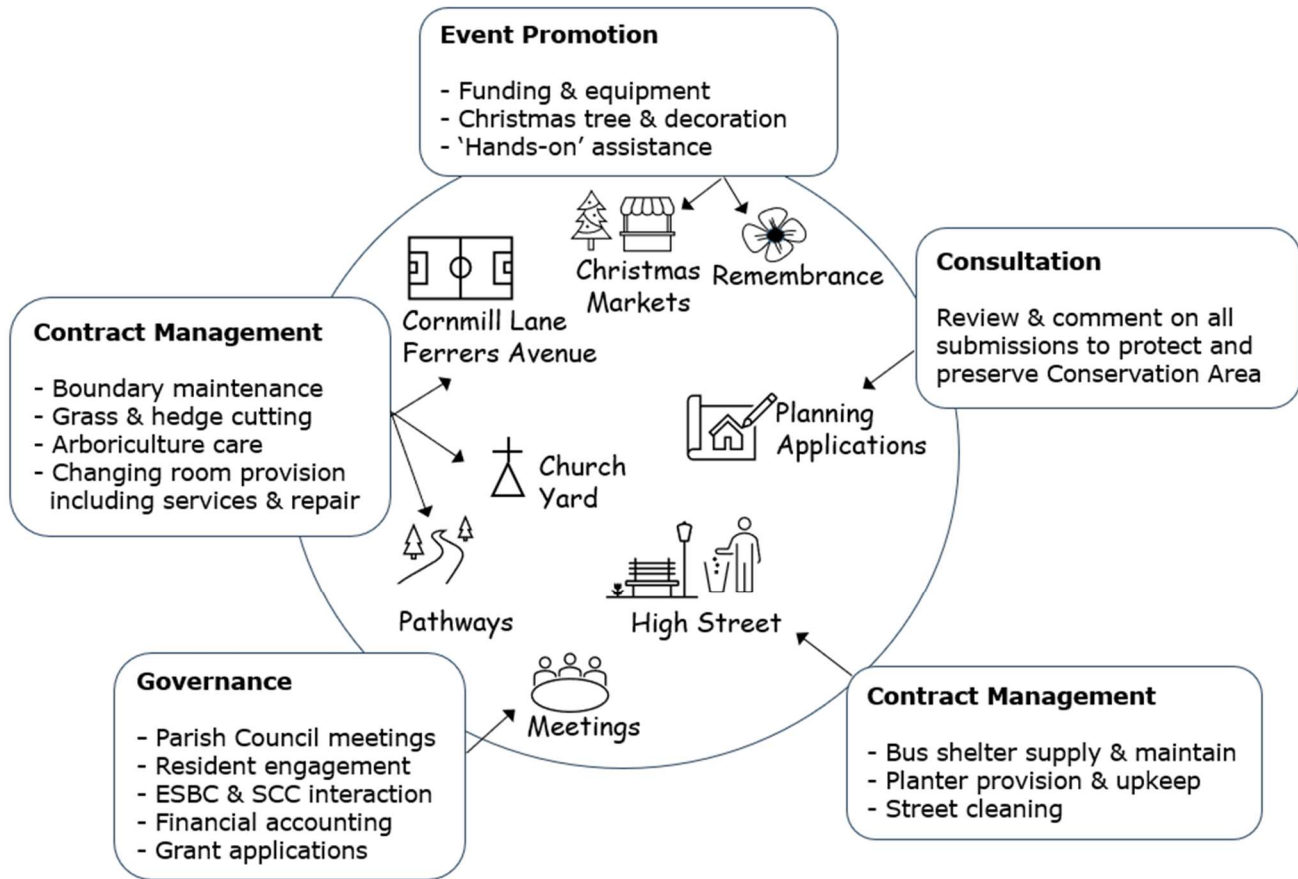 Event Promotion
- Funding & equipment
- Christmas tree & decoration
- ‘Hands-on’ assistance
Christmas
Markets
Remembrance
Consultation
Review & comment on all
submissions to protect and
preserve Conservation Area
Cornmill Lane
Ferrers Avenue
Contract Management
- Boundary maintenance
- Grass & hedge cutting
- Arboriculture care
- Changing room provision
including services & repair
Planning
Applications
Church
Yard
Pathways
High Street
Governance
- Parish Council meetings
- Resident engagement
- ESBC & SCC interaction
- Financial accounting
- Grant applications
Meetings
Contract Management
- Bus shelter supply & maintain
- Planter provision & upkeep
- Street cleaning